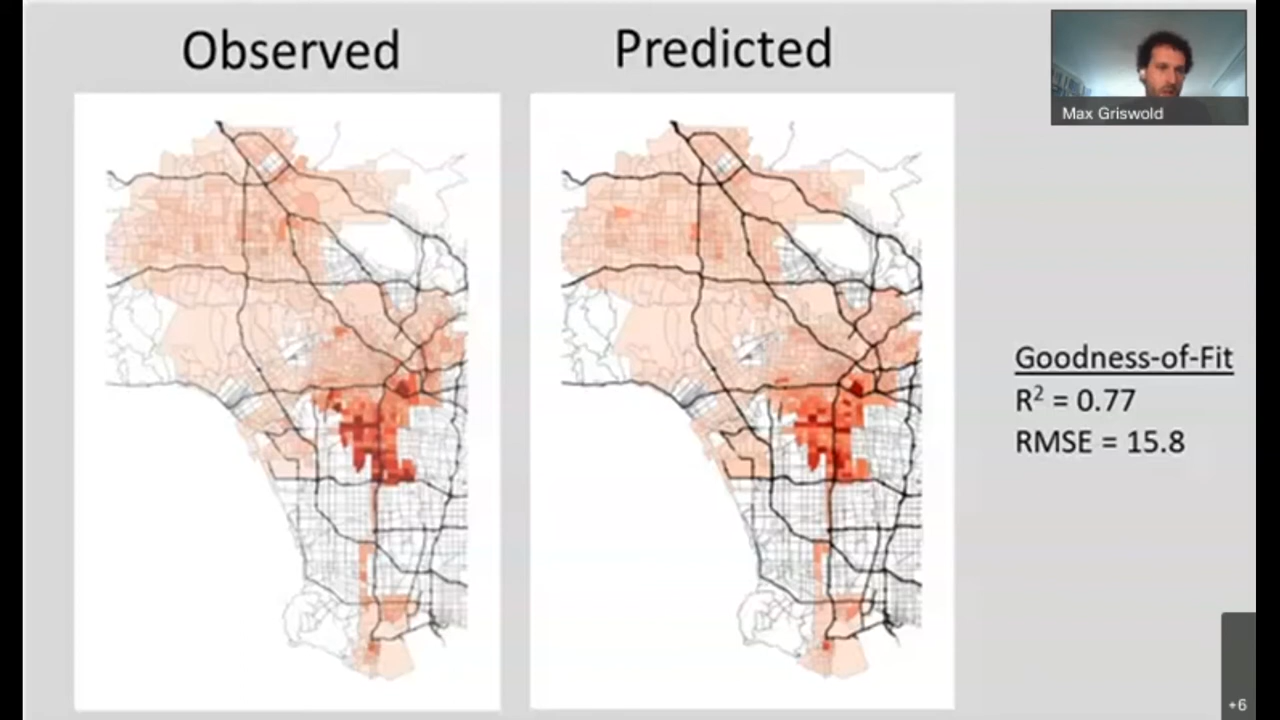 Observed
Predicted
Max Griswold
Goodness-of-Fit
R² = 0.77
RMSE = 15.8
+6